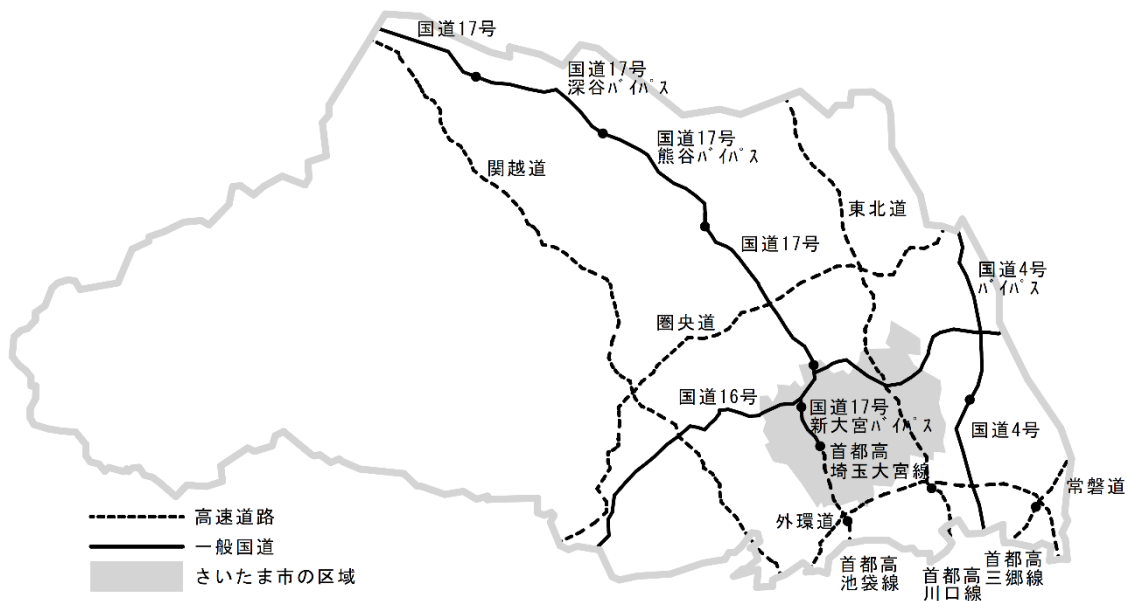 国道17号
国道17号
深谷ﾊﾞｲﾊﾟｽ
国道17号
熊谷ﾊﾞｲﾊﾟｽ
関越道
東北道
国道17号
国道4号
ﾊﾞｲﾊﾟｽ
圏央道
国道16号
国道17号
新大宮ﾊﾞｲﾊﾟｽ
国道4号
首都高
埼玉大宮線
常磐道
外環道
首都高
池袋線
首都高
川口線
首都高
三郷線
高速道路
一般国道
さいたま市の区域